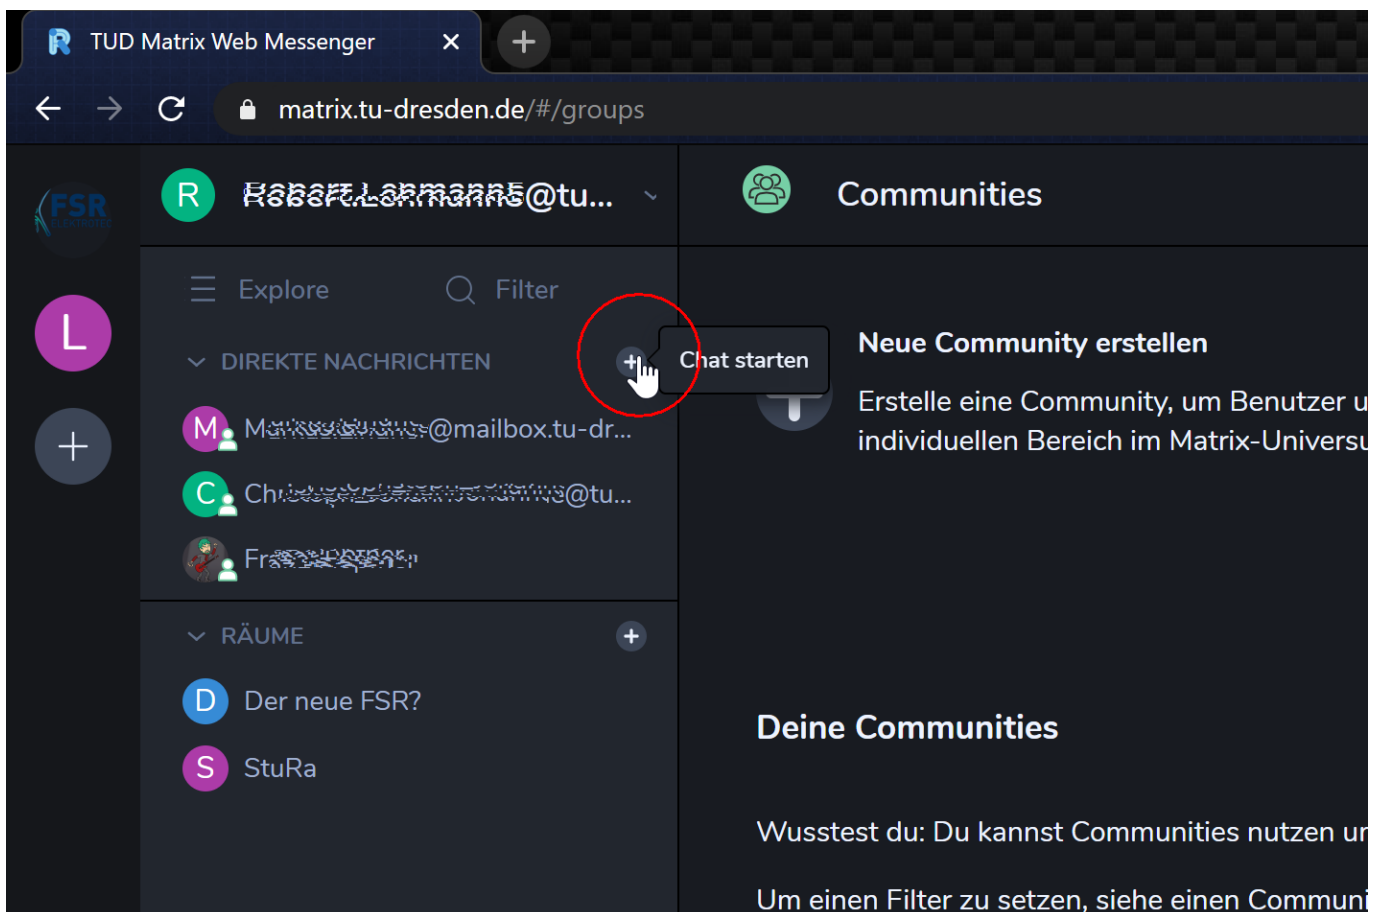 TUD Matrix Web Messenger
matrix.tu-dresden.de/#/groups
FSR
R
@tu...
Communities
Explore
Filter
L
DIREKTE NACHRICHTEN
Chat starten
Neue Community erstellen
Erstelle eine Community, um Benutzer u
individuellen Bereich im Matrix-Universu
M
@mailbox.tu-dr...
C
@tu...
RÄUME
D
Der neue FSR?
S
StuRa
Deine Communities
Wusstest du: Du kannst Communities nutzen un
Um einen Filter zu setzen, siehe einen Communi